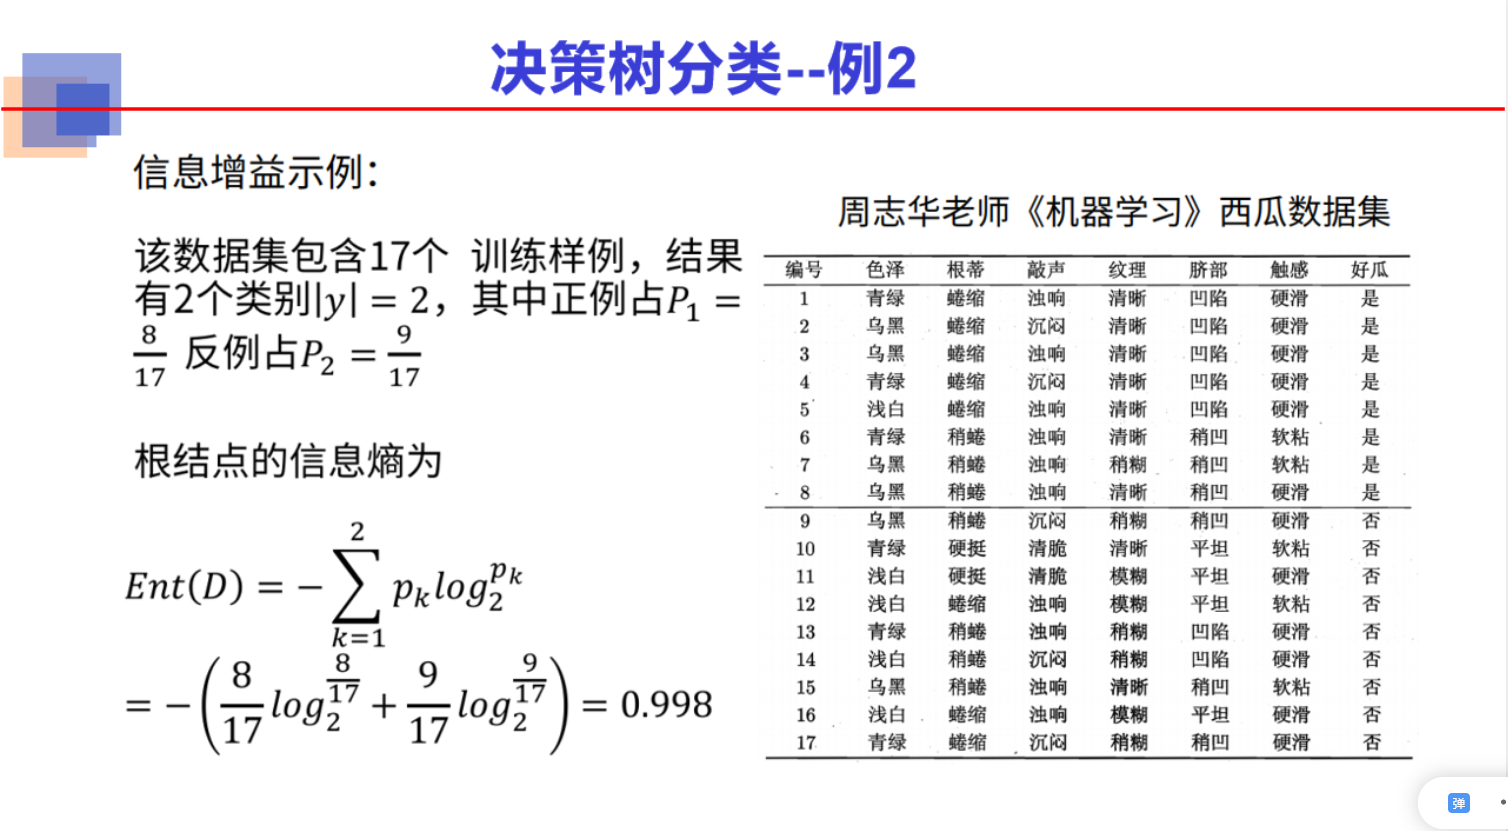 决策树分类--例2
信息增益示例：
该数据集包含17个 训练样例，结果
有2个类别|y| = 2，其中正例占P₁ =
8/17 反例占P₂ = 9/17
根结点的信息熵为
Ent(D) = −∑_{k=1}^{2} p_k log_2^{p_k}
= −(8/17 log_2^{8/17} + 9/17 log_2^{9/17}) = 0.998
周志华老师《机器学习》西瓜数据集
编号 色泽 根蒂 敲声 纹理 脐部 触感 好瓜
1 青绿 蜷缩 浊响 清晰 凹陷 硬滑 是
2 乌黑 蜷缩 沉闷 清晰 凹陷 硬滑 是
3 乌黑 蜷缩 浊响 清晰 凹陷 硬滑 是
4 青绿 蜷缩 沉闷 清晰 凹陷 硬滑 是
5 浅白 蜷缩 浊响 清晰 凹陷 硬滑 是
6 青绿 稍蜷 浊响 清晰 稍凹 软粘 是
7 乌黑 稍蜷 浊响 稍糊 稍凹 软粘 是
8 乌黑 稍蜷 浊响 清晰 稍凹 硬滑 是
9 乌黑 稍蜷 沉闷 稍糊 稍凹 硬滑 否
10 青绿 硬挺 清脆 清晰 平坦 软粘 否
11 浅白 硬挺 清脆 模糊 平坦 硬滑 否
12 浅白 蜷缩 浊响 模糊 平坦 软粘 否
13 青绿 稍蜷 浊响 稍糊 凹陷 硬滑 否
14 浅白 稍蜷 沉闷 稍糊 凹陷 硬滑 否
15 乌黑 稍蜷 浊响 清晰 稍凹 软粘 否
16 浅白 蜷缩 浊响 模糊 平坦 硬滑 否
17 青绿 蜷缩 沉闷 稍糊 稍凹 硬滑 否
弹